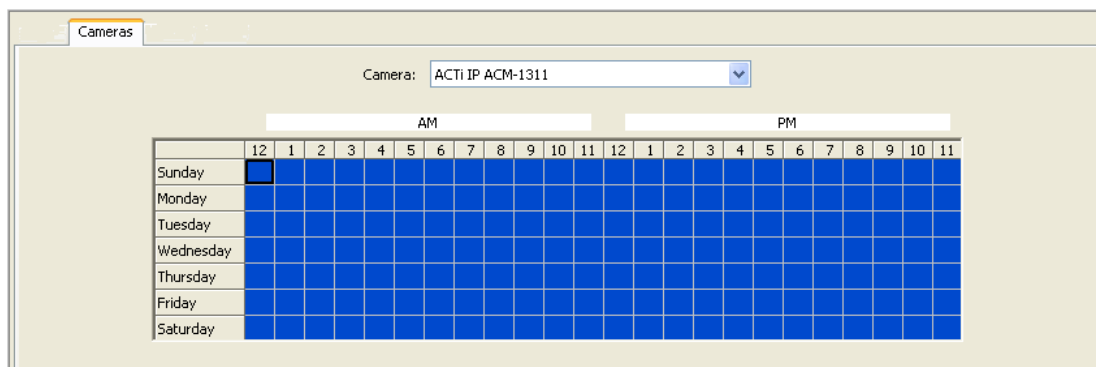 Cameras
Camera: ACTi IP ACM-1311
AM PM
12 1 2 3 4 5 6 7 8 9 10 11 12 1 2 3 4 5 6 7 8 9 10 11
Sunday
Monday
Tuesday
Wednesday
Thursday
Friday
Saturday